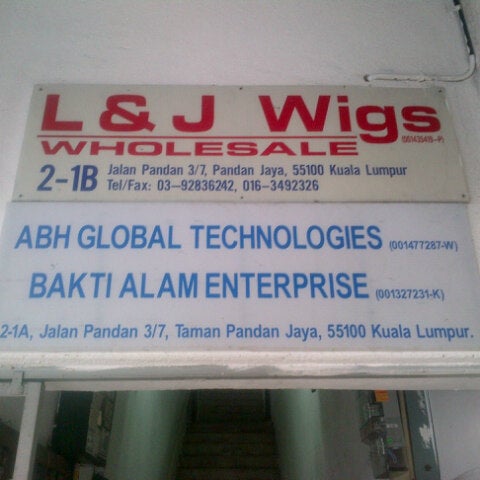 L & J Wigs (001435415-P)
WHOLESALE
2-1B Jalan Pandan 3/7, Pandan Jaya, 55100 Kuala Lumpur
Tel/Fax: 03-92836242, 016-3492326
ABH GLOBAL TECHNOLOGIES (001477287-W)
BAKTI ALAM ENTERPRISE (001327231-K)
2-1A, Jalan Pandan 3/7, Taman Pandan Jaya, 55100 Kuala Lumpur.